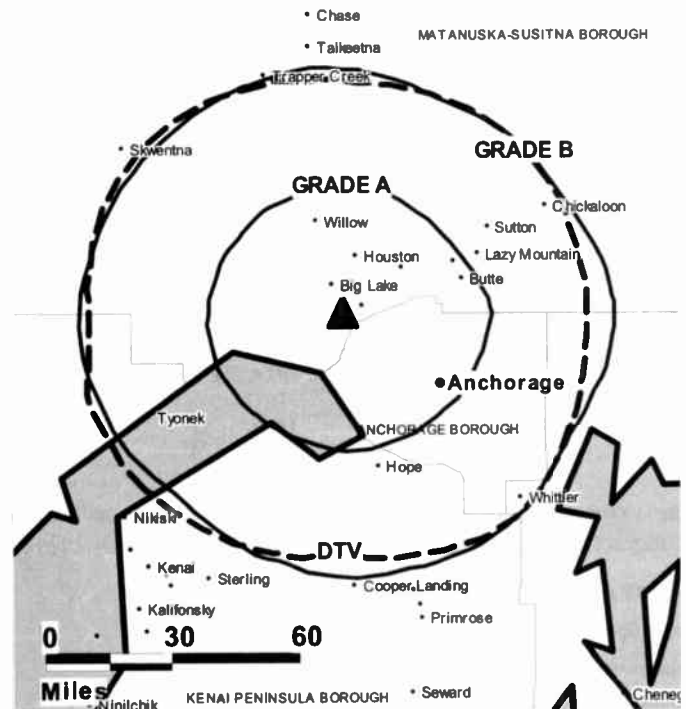 Chase
MATANUSKA-SUSITNA BOROUGH
Talkeetna
Trapper Creek
Skwentna
GRADE B
GRADE A
Chickaloon
Willow
Sutton
Houston
Lazy Mountain
Butte
Big Lake
Anchorage
Tyonek
ANCHORAGE BOROUGH
Hope
Whittier
Nikiski
DTV
Kenai
Sterling
Cooper Landing
Kalifonsky
Primrose
0 30 60
Miles
Ninilchik
KENAI PENINSULA BOROUGH
Seward
Cheneg